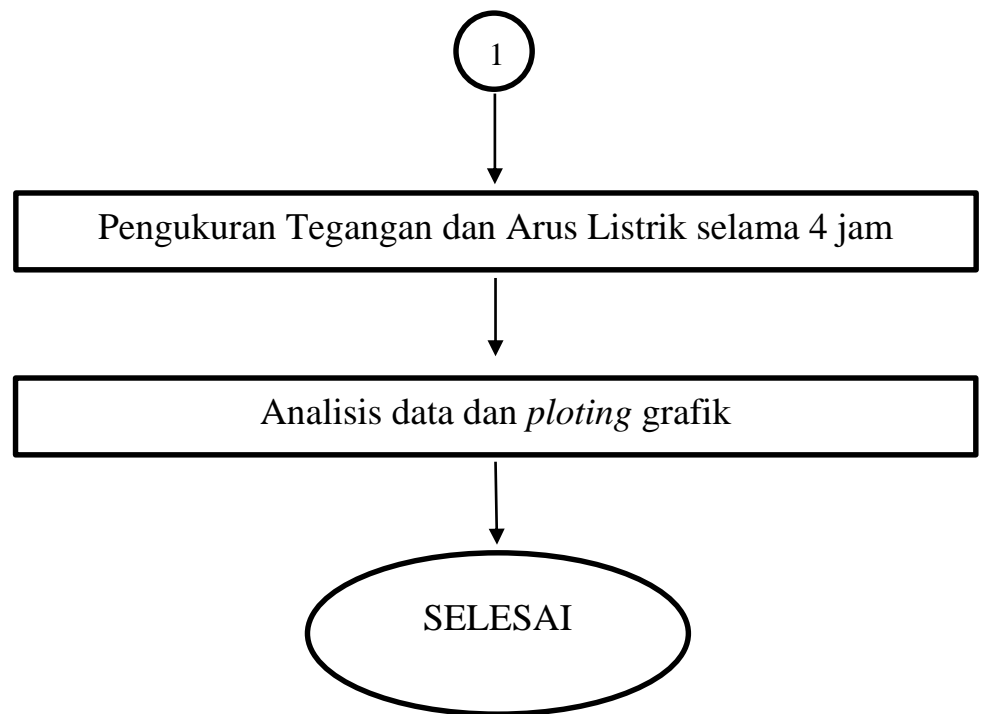 1
Pengukuran Tegangan dan Arus Listrik selama 4 jam
Analisis data dan ploting grafik
SELESAI